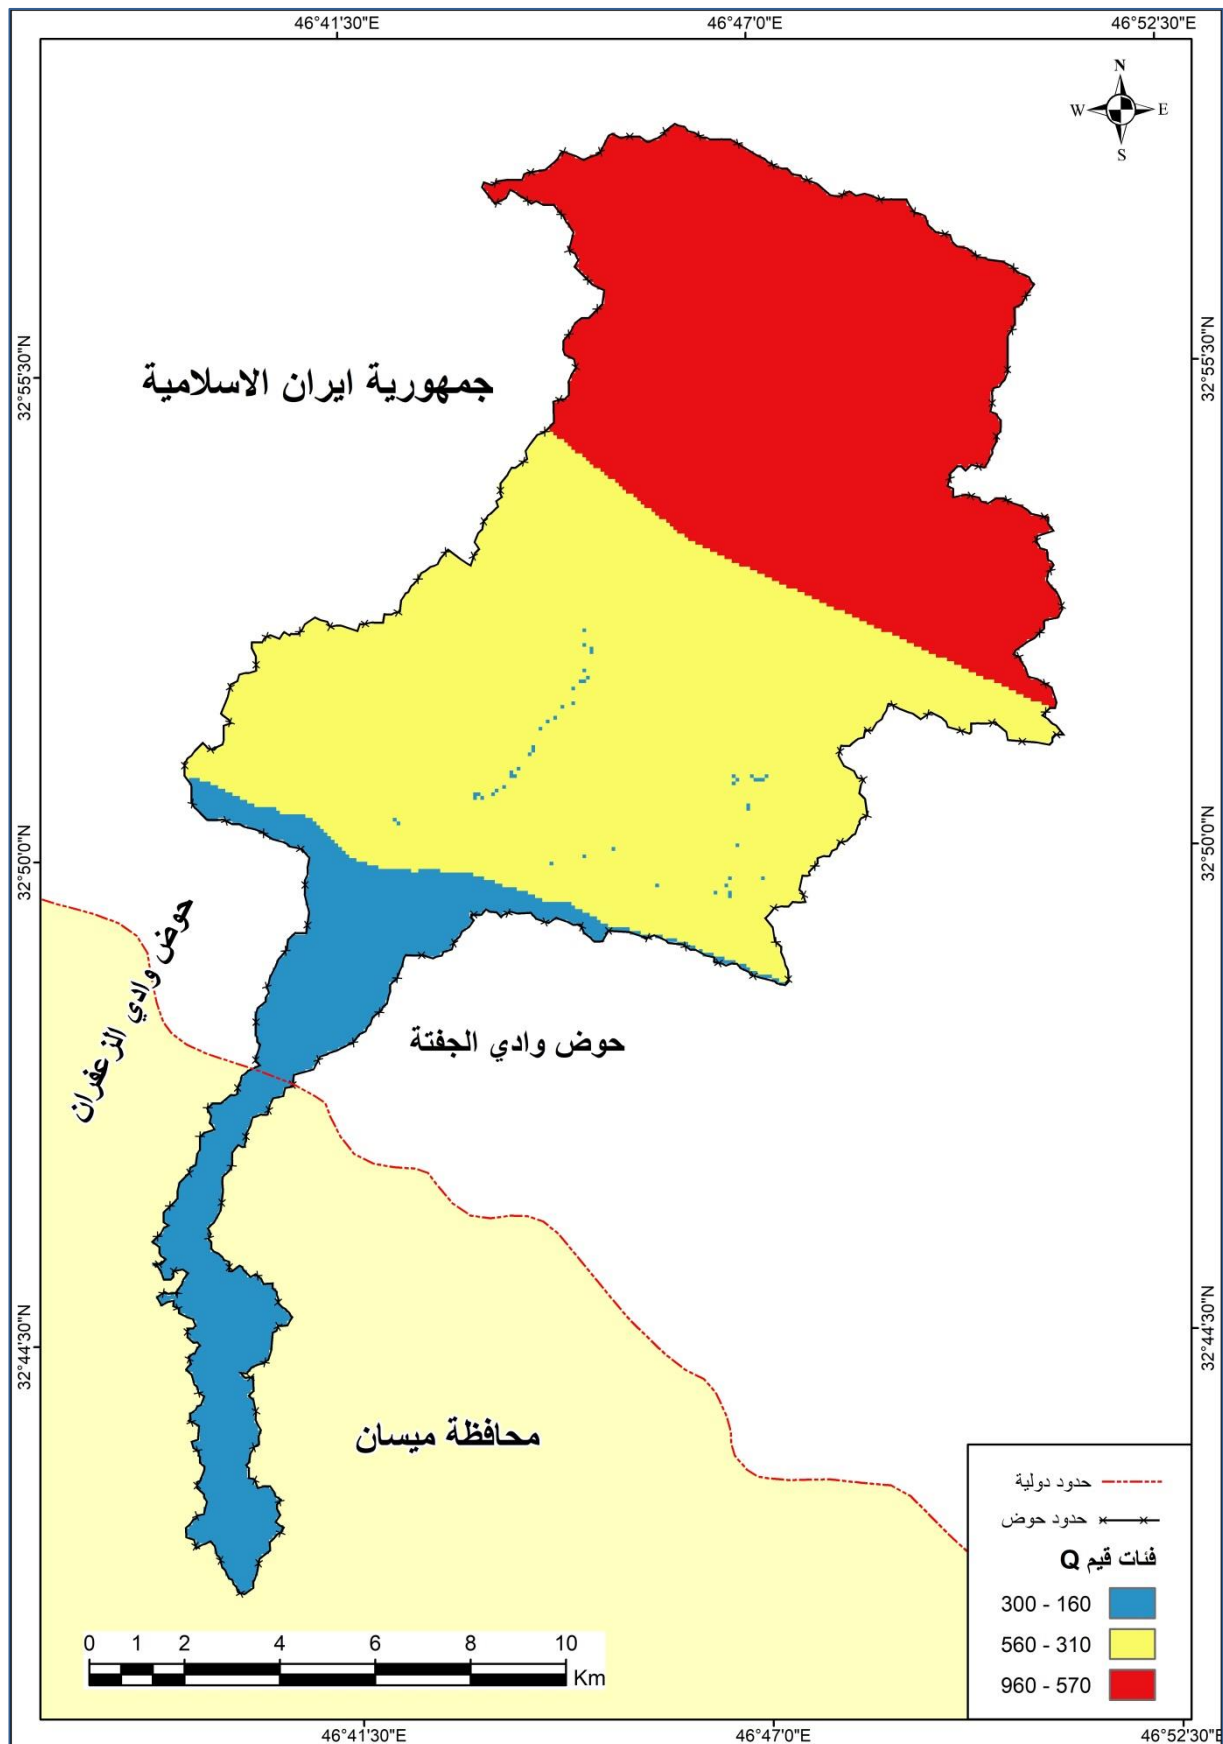 46°41'30"E
46°47'0"E
46°52'30"E
N
W
E
S
32°55'30"N
32°55'30"N
جمهورية ايران الاسلامية
32°50'0"N
32°50'0"N
حوض وادي الزعفران
حوض وادي الجفتة
32°44'30"N
32°44'30"N
محافظة ميسان
حدود دولية
حدود حوض
فئات قيم Q
300 - 160
560 - 310
960 - 570
0 1 2 4 6 8 10
Km
46°41'30"E
46°47'0"E
46°52'30"E